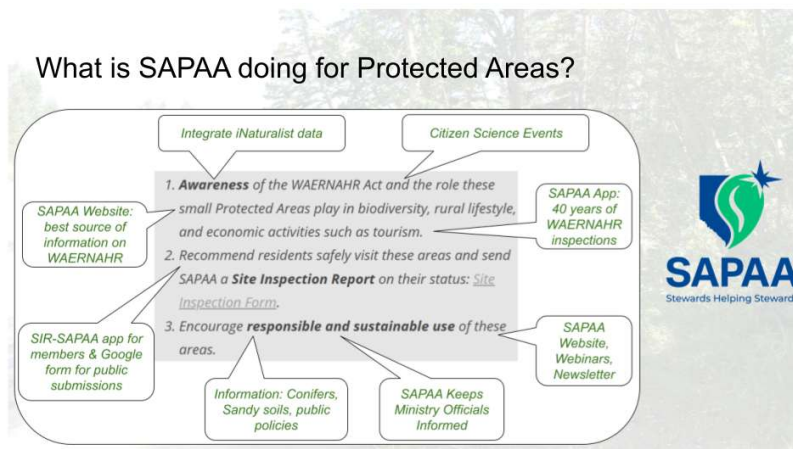 What is SAPAA doing for Protected Areas?
Integrate iNaturalist data
Citizen Science Events
1. Awareness of the WAERNAHR Act and the role these
small Protected Areas play in biodiversity, rural lifestyle,
and economic activities such as tourism.
2. Recommend residents safely visit these areas and send
SAPAA a Site Inspection Report on their status: Site
Inspection Form.
3. Encourage responsible and sustainable use of these
areas.
SAPAA Website:
best source of
information on
WAERNAHR
SAPAA App:
40 years of
WAERNAHR
inspections
SIR-SAPAA app for
members & Google
form for public
submissions
Information: Conifers,
Sandy soils, public
policies
SAPAA Keeps
Ministry Officials
Informed
SAPAA
Website,
Webinars,
Newsletter
SAPAA
Stewards Helping Steward